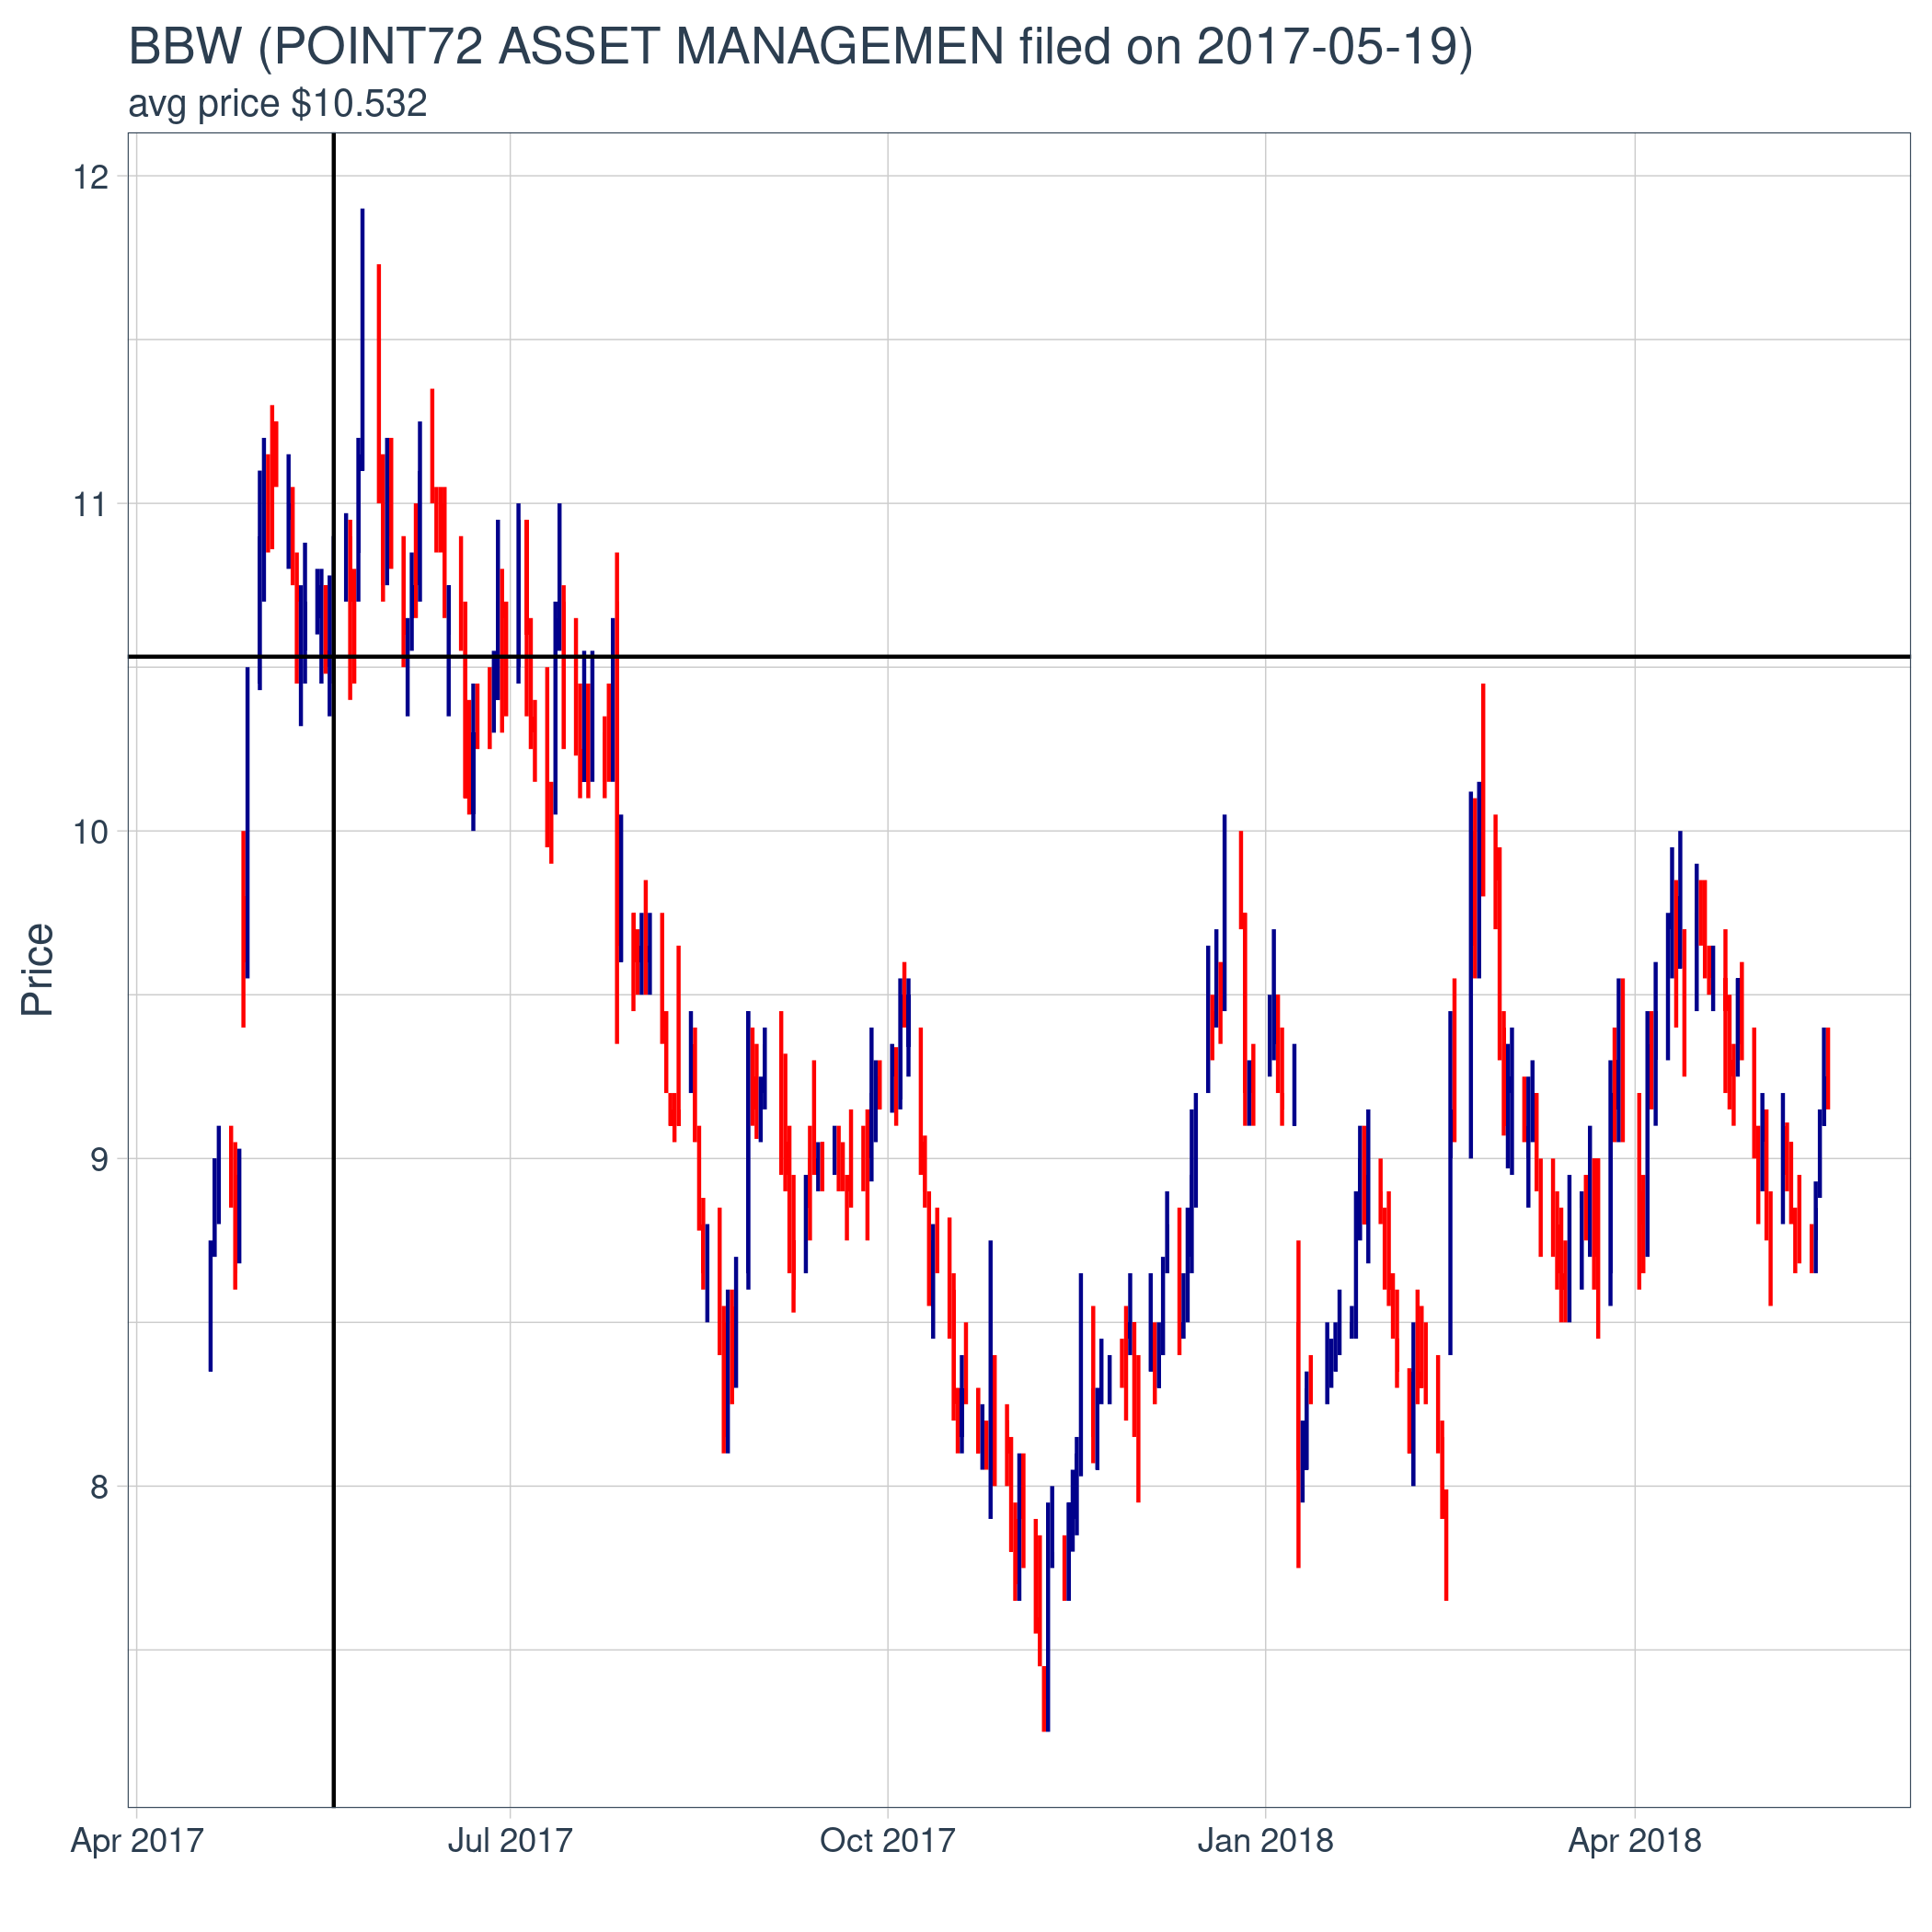 BBW (POINT72 ASSET MANAGEMEN filed on 2017-05-19)
avg price $10.532
12
11
10
9
8
Price
Apr 2017
Jul 2017
Oct 2017
Jan 2018
Apr 2018